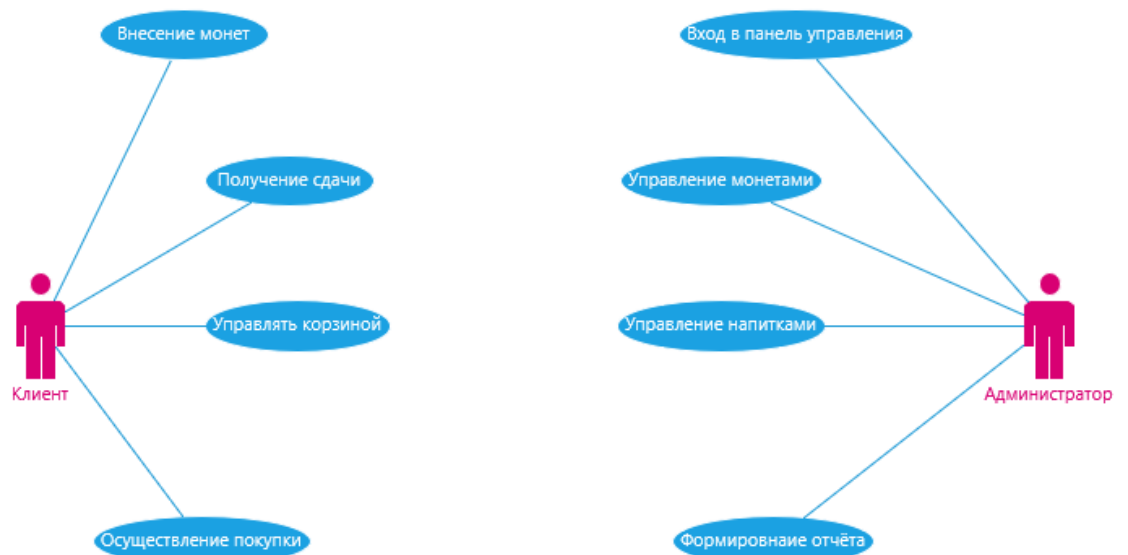 Внесение монет
Вход в панель управления
Получение сдачи
Управление монетами
Управлять корзиной
Управление напитками
Клиент
Администратор
Осуществление покупки
Формировнаие отчёта